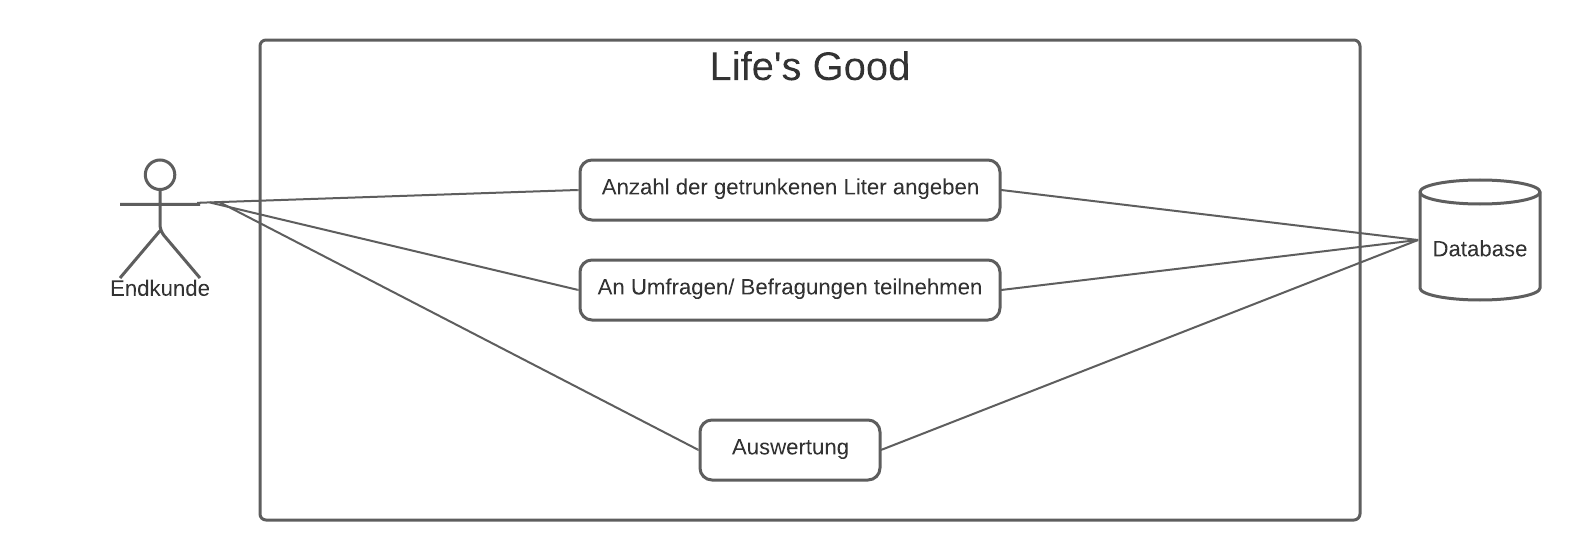 Life's Good
Anzahl der getrunkenen Liter angeben
An Umfragen/ Befragungen teilnehmen
Auswertung
Endkunde
Database